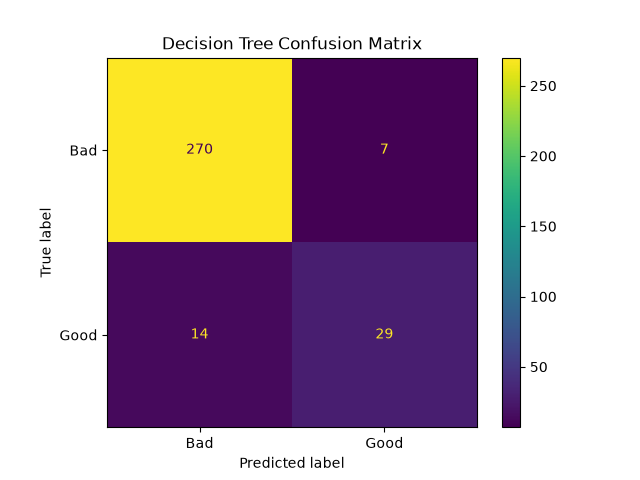 Decision Tree Confusion Matrix
True label
Bad
270
7
Good
14
29
Bad
Good
Predicted label
250
200
150
100
50